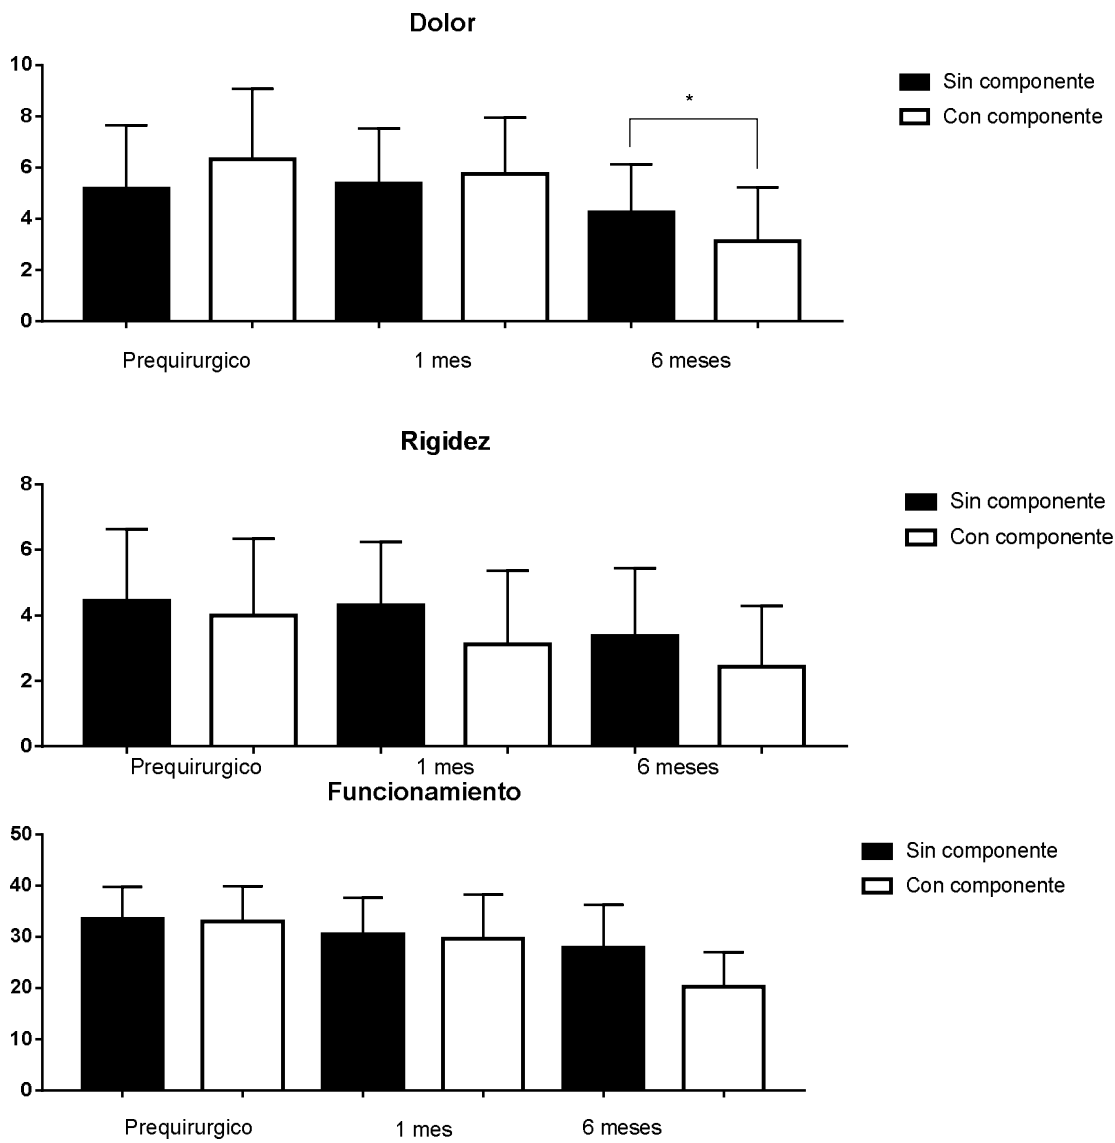 Dolor
10
8
6
4
2
0
*
Sin componente
Con componente
Prequirurgico 1 mes 6 meses
Rigidez
8
6
4
2
0
Sin componente
Con componente
Prequirurgico 1 mes 6 meses
Funcionamiento
50
40
30
20
10
0
Sin componente
Con componente
Prequirurgico 1 mes 6 meses